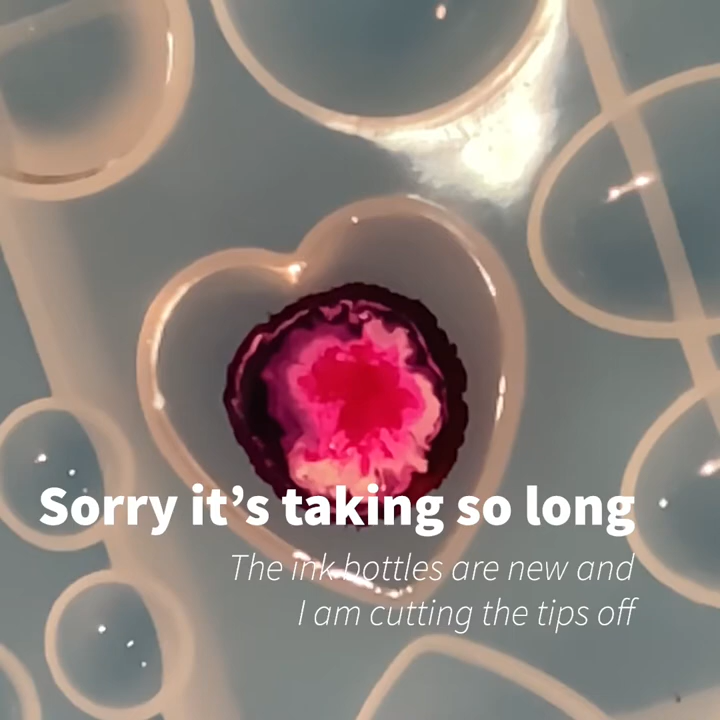 Sorry it’s taking so long
The ink bottles are new and
I am cutting the tips off